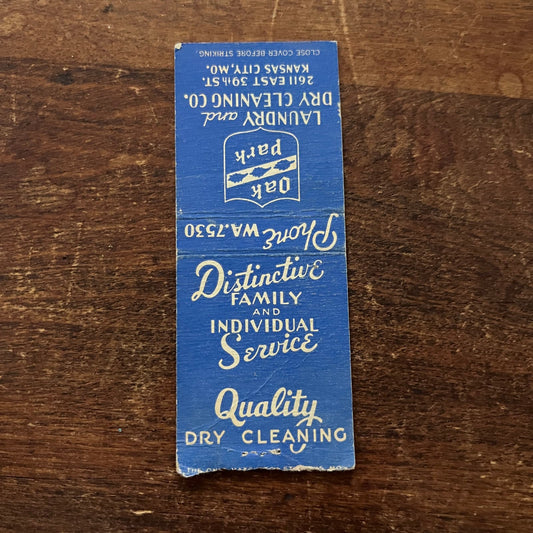 Distinctive
FAMILY
AND
INDIVIDUAL
Service
Quality
DRY CLEANING
Phone WA.7530
Oak
Park
LAUNDRY and
DRY CLEANING CO.
2611 EAST 39th ST.
KANSAS CITY, MO.
CLOSE COVER BEFORE STRIKING